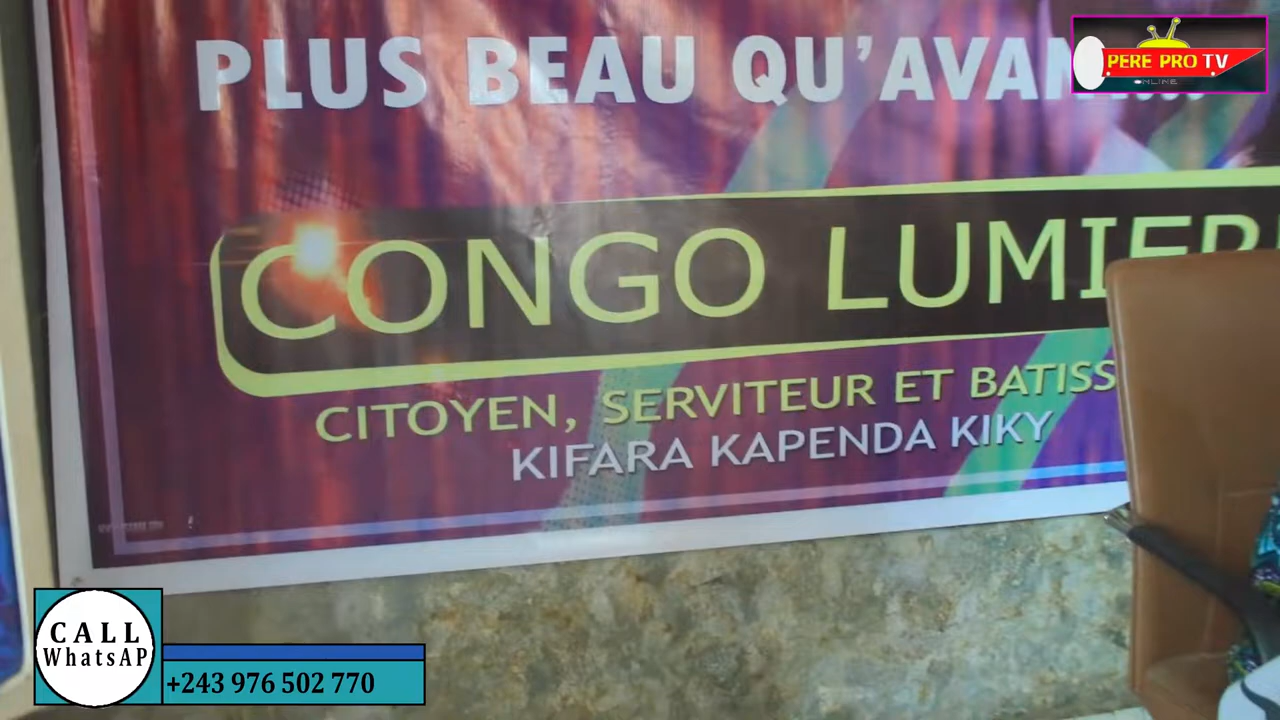 PLUS BEAU QU'AVAN
PERE PRO TV
ONLINE
CONGO LUMIER
CITOYEN, SERVITEUR ET BATISS
KIFARA KAPENDA KIKY
CALL
WhatsAP
+243 976 502 770